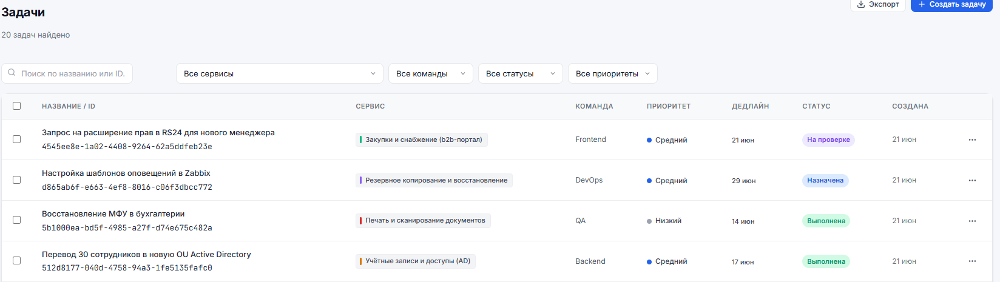 Задачи
Экспорт
+ Создать задачу
20 задач найдено
Поиск по названию или ID.
Все сервисы
Все команды
Все статусы
Все приоритеты
НАЗВАНИЕ / ID СЕРВИС КОМАНДА ПРИОРИТЕТ ДЕДЛАЙН СТАТУС СОЗДАНА
Запрос на расширение прав в RS24 для нового менеджера
4545ee8e-1a02-4408-9264-62a5ddfeb23e
Закупки и снабжение (b2b-портал) Frontend Средний 21 июн На проверке 21 июн
Настройка шаблонов оповещений в Zabbix
d865ab6f-e663-4ef8-8016-c06f3dbcc772
Резервное копирование и восстановление DevOps Средний 29 июн Назначена 21 июн
Восстановление МФУ в бухгалтерии
5b1000ea-bd5f-4985-a27f-d74e675c482a
Печать и сканирование документов QA Низкий 14 июн Выполнена 21 июн
Перевод 30 сотрудников в новую OU Active Directory
512d8177-040d-4758-94a3-1fe5135fafc0
Учётные записи и доступы (AD) Backend Средний 17 июн Выполнена 21 июн